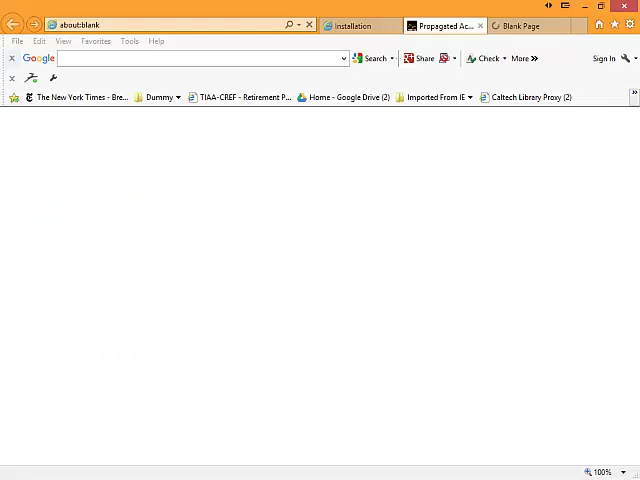 about:blank
Installation
Propagated Ac...
Blank Page
File Edit View Favorites Tools Help
x Google Search Share Check More » Sign In
x
The New York Times - Bre... Dummy TIAA-CREF - Retirement P... Home - Google Drive (2) Imported From IE Caltech Library Proxy (2) »
100%